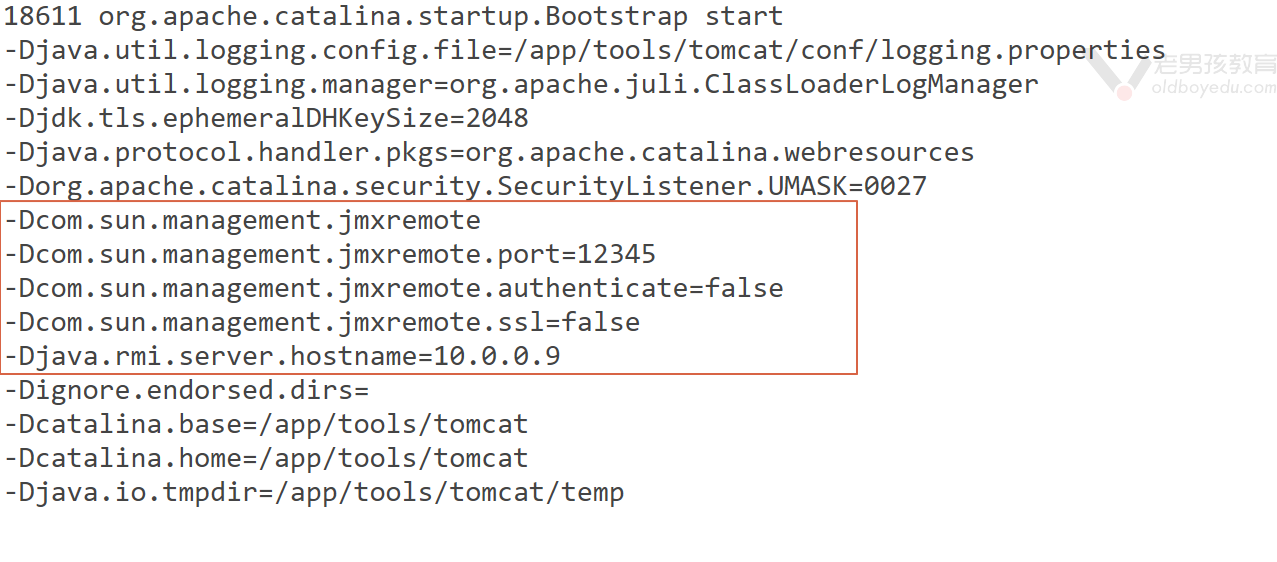 18611 org.apache.catalina.startup.Bootstrap start
-Djava.util.logging.config.file=/app/tools/tomcat/conf/logging.properties
-Djava.util.logging.manager=org.apache.juli.ClassLoaderLogManager
-Djdk.tls.ephemeralDHKeySize=2048
-Djava.protocol.handler.pkgs=org.apache.catalina.webresources
-Dorg.apache.catalina.security.SecurityListener.UMASK=0027
-Dcom.sun.management.jmxremote
-Dcom.sun.management.jmxremote.port=12345
-Dcom.sun.management.jmxremote.authenticate=false
-Dcom.sun.management.jmxremote.ssl=false
-Djava.rmi.server.hostname=10.0.0.9
-Dignore.endorsed.dirs=
-Dcatalina.base=/app/tools/tomcat
-Dcatalina.home=/app/tools/tomcat
-Djava.io.tmpdir=/app/tools/tomcat/temp
老男孩教育
oldboyedu.com